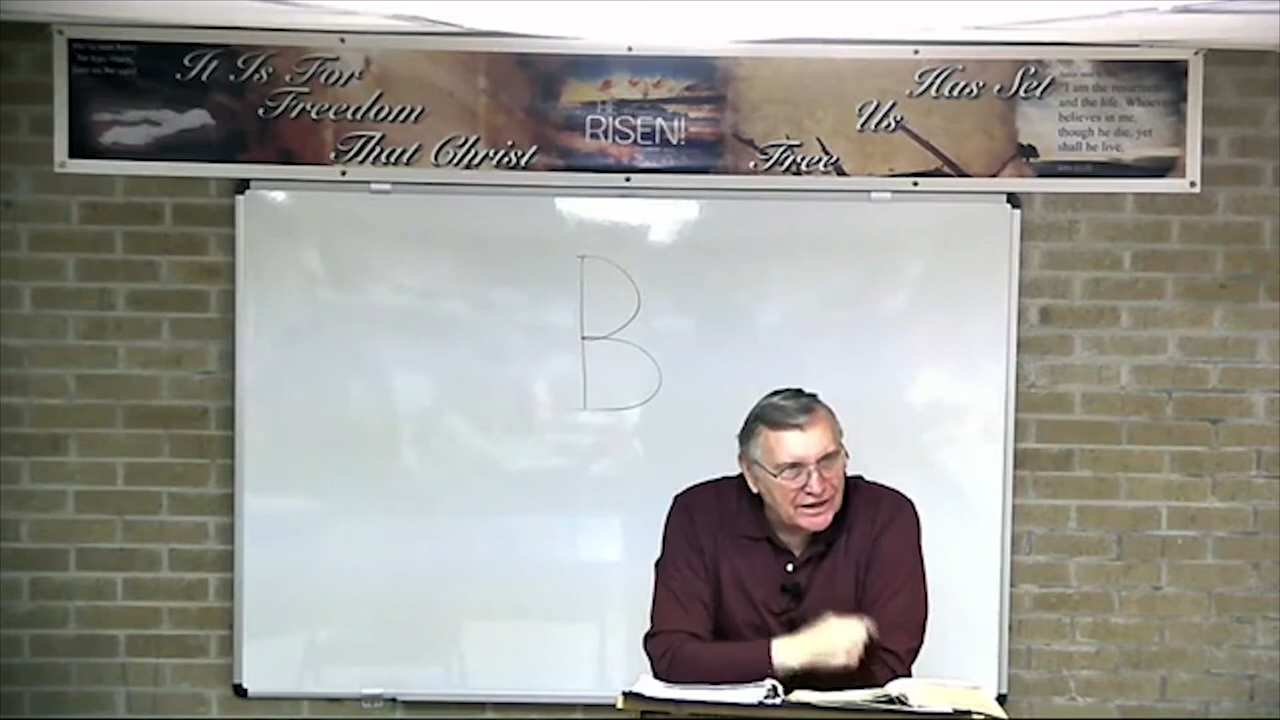 It Is For
Freedom
That Christ
HE
RISEN!
Free
Us
Has Set
"I am the resurrection
and the life. Whoever
believes in me,
though he die, yet
shall he live,
B